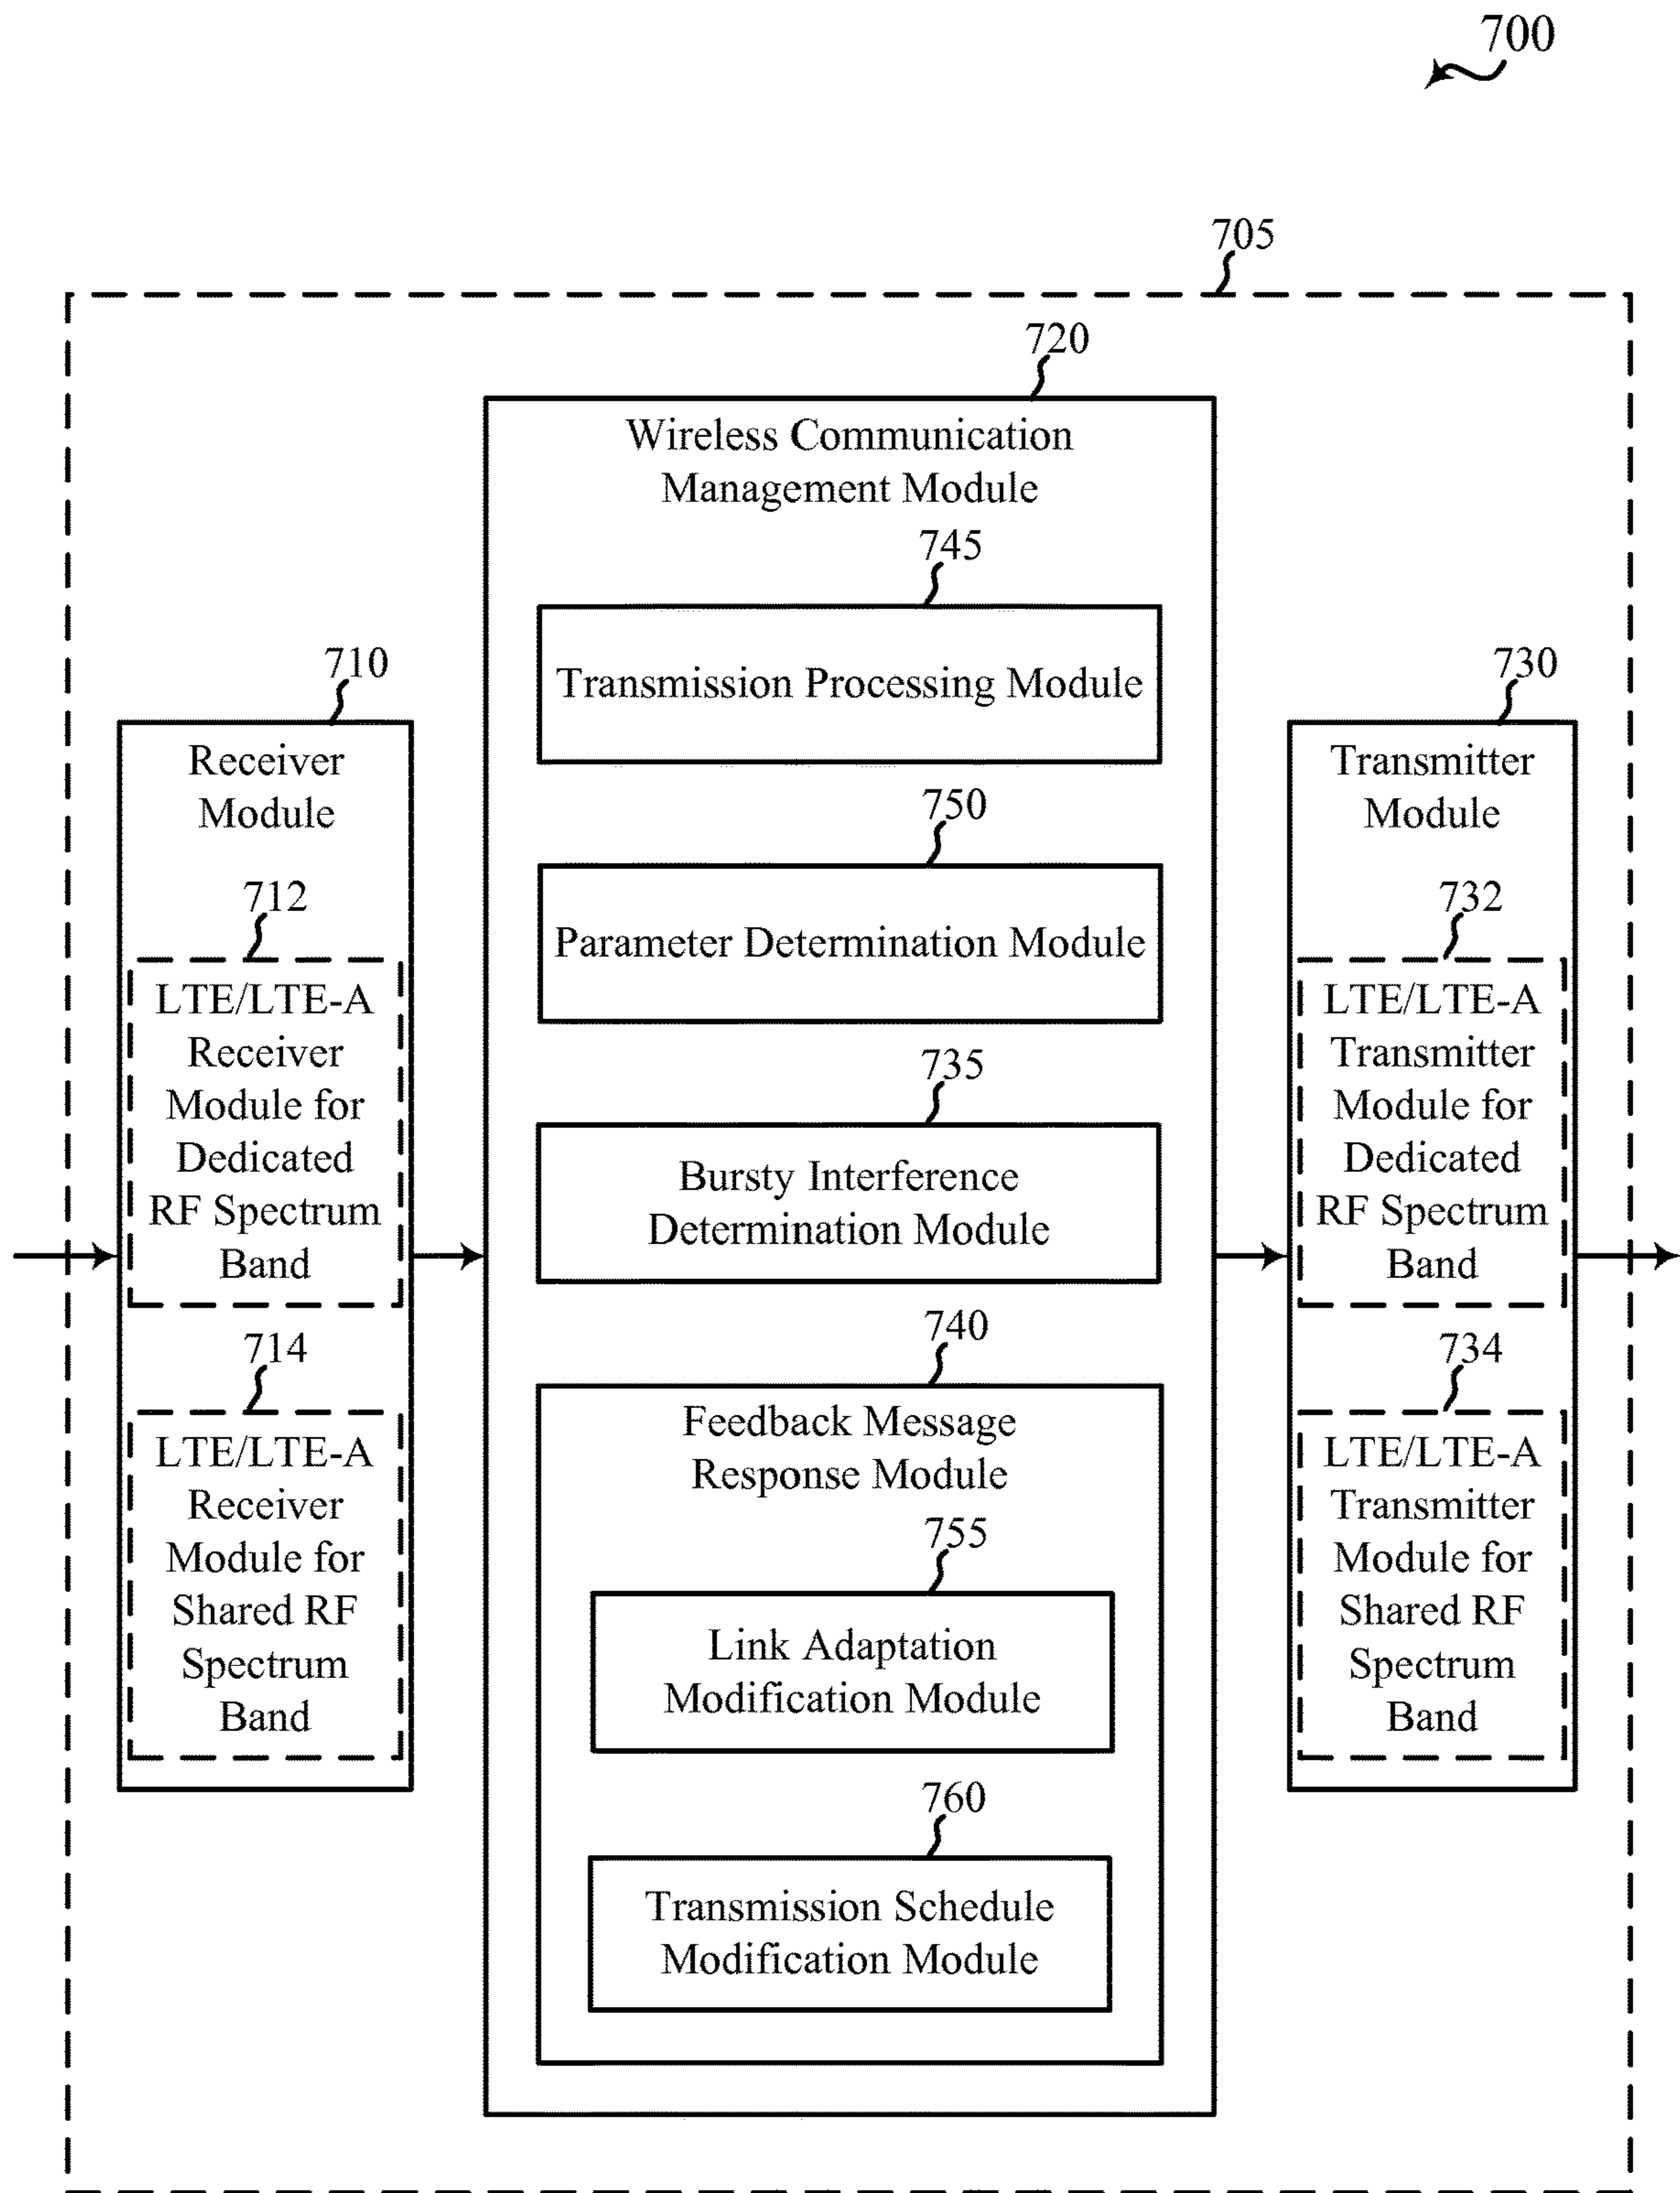 700
705
720
Wireless Communication
Management Module
745
Transmission Processing Module
750
Parameter Determination Module
735
Bursty Interference
Determination Module
740
Feedback Message
Response Module
755
Link Adaptation
Modification Module
760
Transmission Schedule
Modification Module
710
Receiver
Module
712
LTE/LTE-A
Receiver
Module for
Dedicated
RF Spectrum
Band
714
LTE/LTE-A
Receiver
Module for
Shared RF
Spectrum
Band
730
Transmitter
Module
732
LTE/LTE-A
Transmitter
Module for
Dedicated
RF Spectrum
Band
734
LTE/LTE-A
Transmitter
Module for
Shared RF
Spectrum
Band